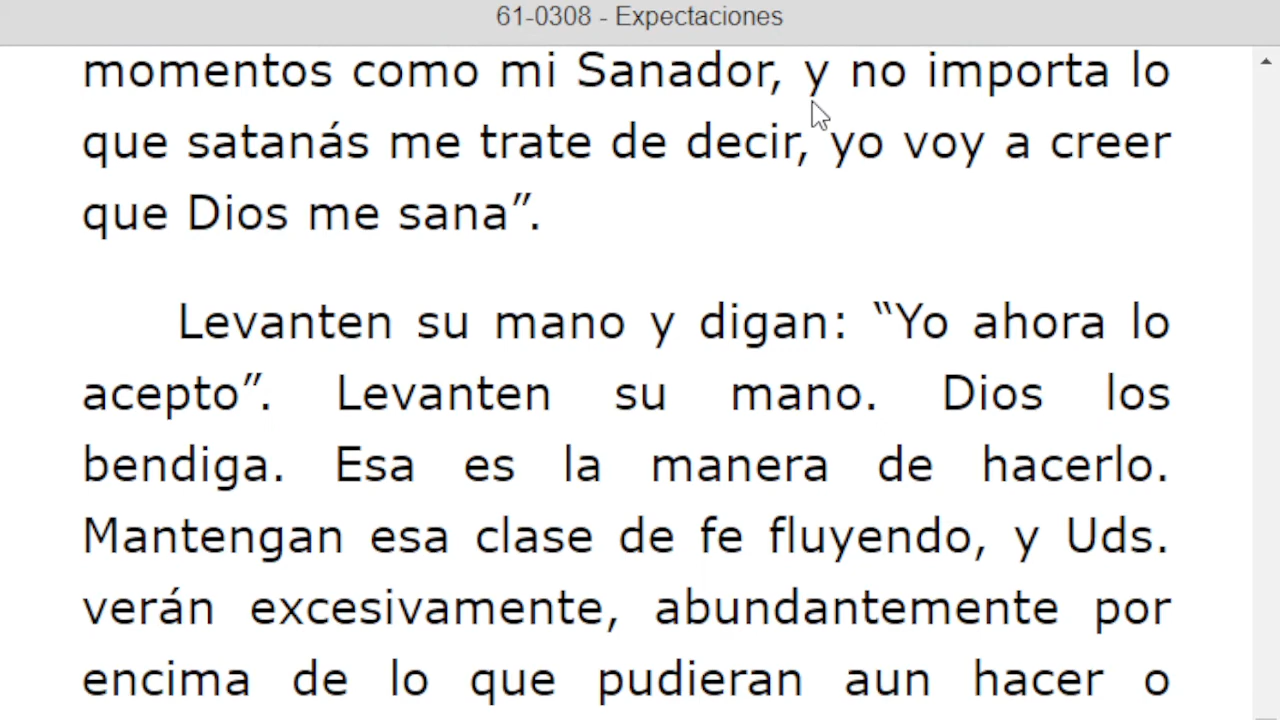 61-0308 - Expectaciones
momentos como mi Sanador, y no importa lo
que satanás me trate de decir, yo voy a creer
que Dios me sana”.
Levanten su mano y digan: “Yo ahora lo
acepto”. Levanten su mano. Dios los
bendiga. Esa es la manera de hacerlo.
Mantengan esa clase de fe fluyendo, y Uds.
verán excesivamente, abundantemente por
encima de lo que pudieran aun hacer o